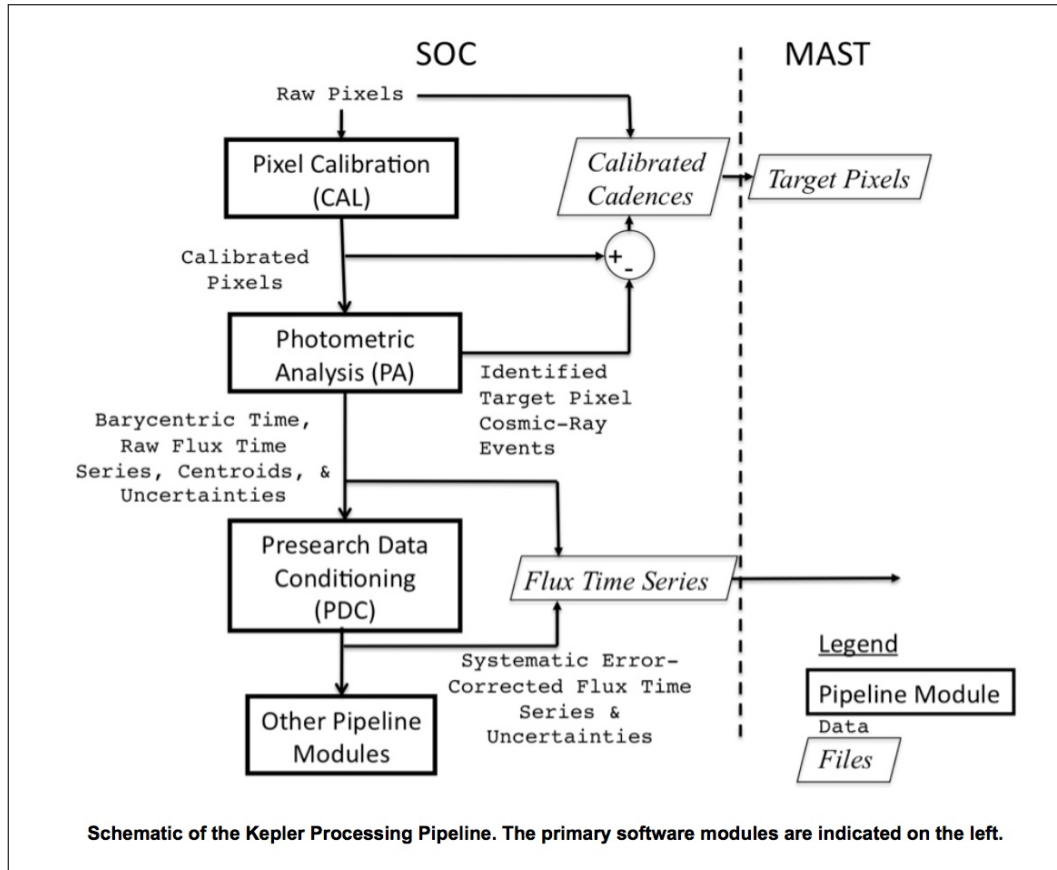 SOC
MAST
Raw Pixels
Pixel Calibration
(CAL)
Calibrated
Cadences
Target Pixels
Calibrated
Pixels
+
-
Photometric
Analysis (PA)
Identified
Target Pixel
Cosmic-Ray
Events
Barycentric Time,
Raw Flux Time
Series, Centroids, &
Uncertainties
Presearch Data
Conditioning
(PDC)
Flux Time Series
Systematic Error-
Corrected Flux Time
Series &
Uncertainties
Other Pipeline
Modules
Legend
Pipeline Module
Data
Files
Schematic of the Kepler Processing Pipeline. The primary software modules are indicated on the left.